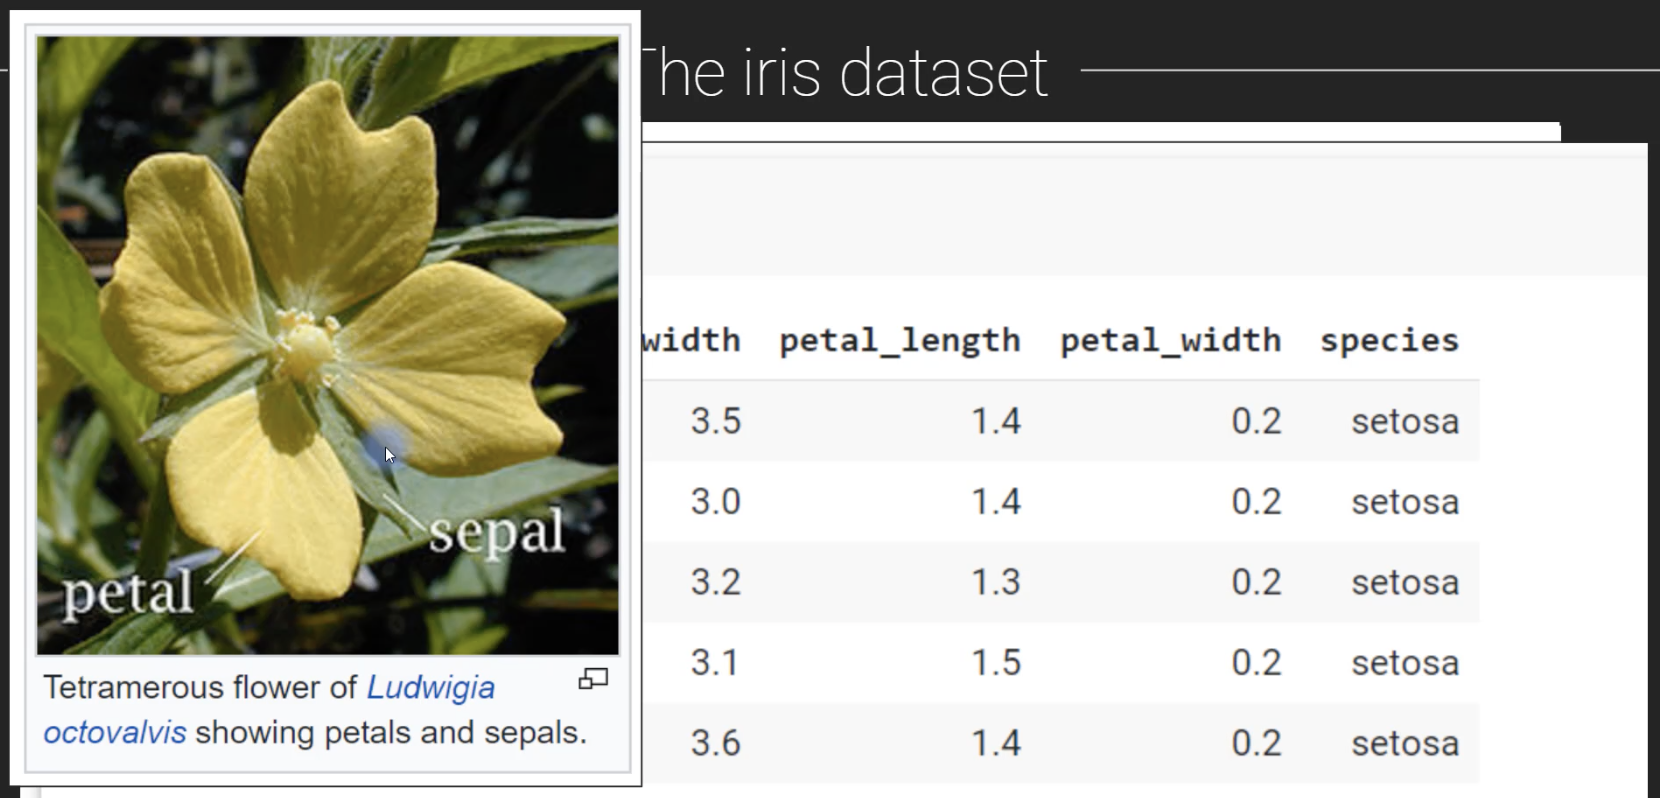 The iris dataset
petal
sepal
Tetramerous flower of Ludwigia
octovalvis showing petals and sepals.
width petal_length petal_width species
3.5 1.4 0.2 setosa
3.0 1.4 0.2 setosa
3.2 1.3 0.2 setosa
3.1 1.5 0.2 setosa
3.6 1.4 0.2 setosa